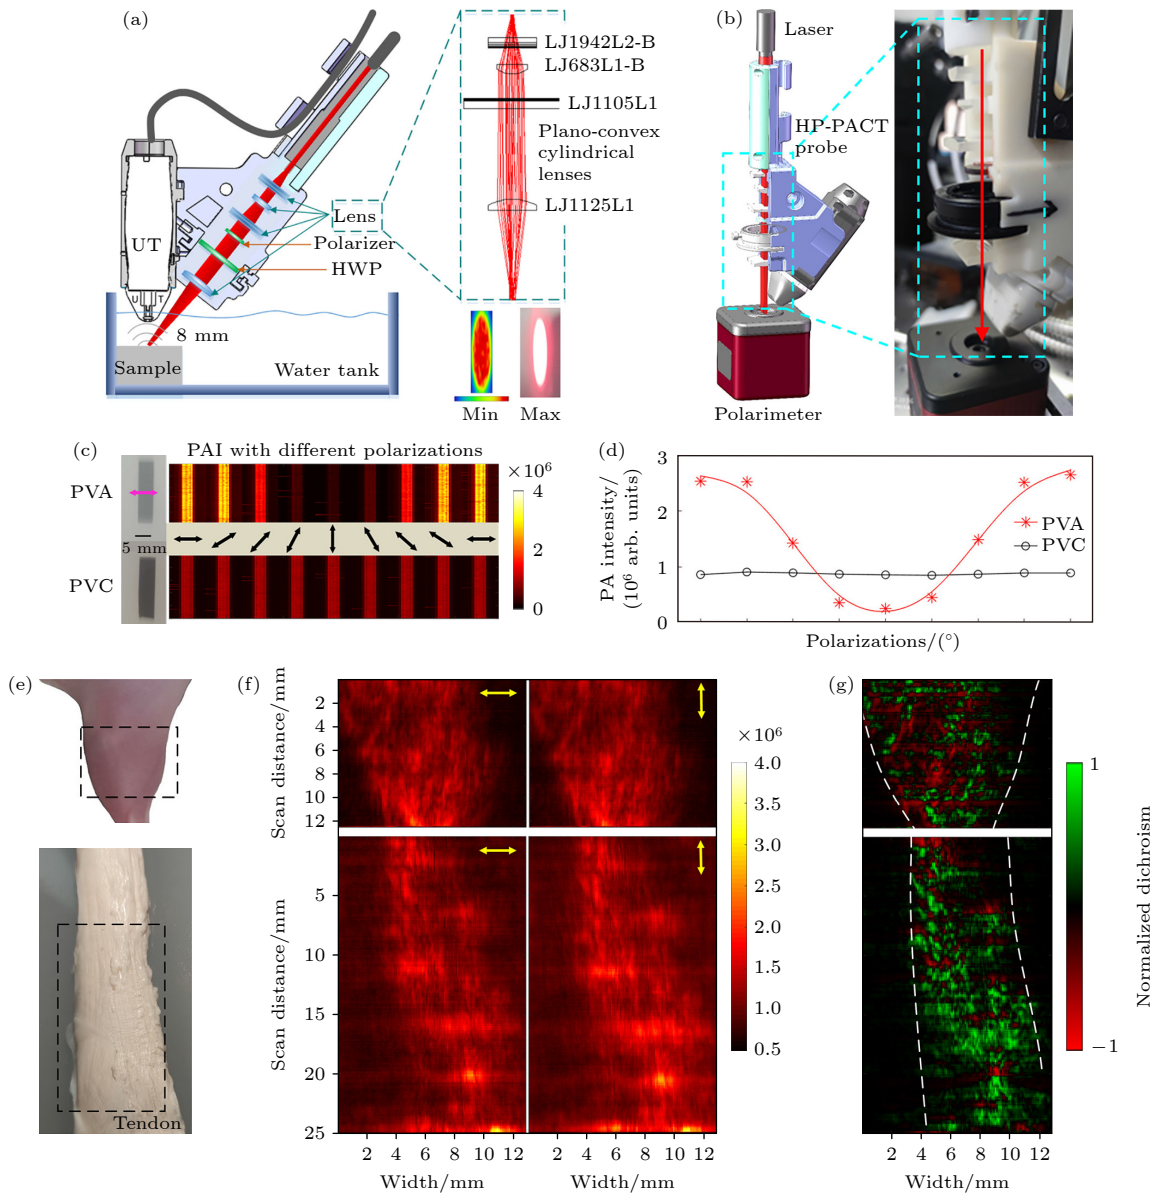 (a)
UT
U
T
8 mm
Sample
Water tank
Lens
Polarizer
HWP
LJ1942L2-B
LJ683L1-B
LJ1105L1
Plano-convex
cylindrical
lenses
LJ1125L1
Min
Max
(b)
Laser
HP-PACT
probe
Polarimeter
(c)
PAI with different polarizations
PVA
5 mm
PVC
×10⁶
4
2
0
(d)
PA intensity/
(10⁶ arb. units)
3
2
1
0
PVA
PVC
Polarizations/(°)
(e)
Tendon
(f)
Scan distance/mm
2
4
6
8
10
12
Scan distance/mm
5
10
15
20
25
2 4 6 8 10 12
2 4 6 8 10 12
Width/mm
Width/mm
×10⁶
4.0
3.5
3.0
2.5
2.0
1.5
1.0
0.5
(g)
2 4 6 8 10 12
Width/mm
1
−1
Normalized dichroism